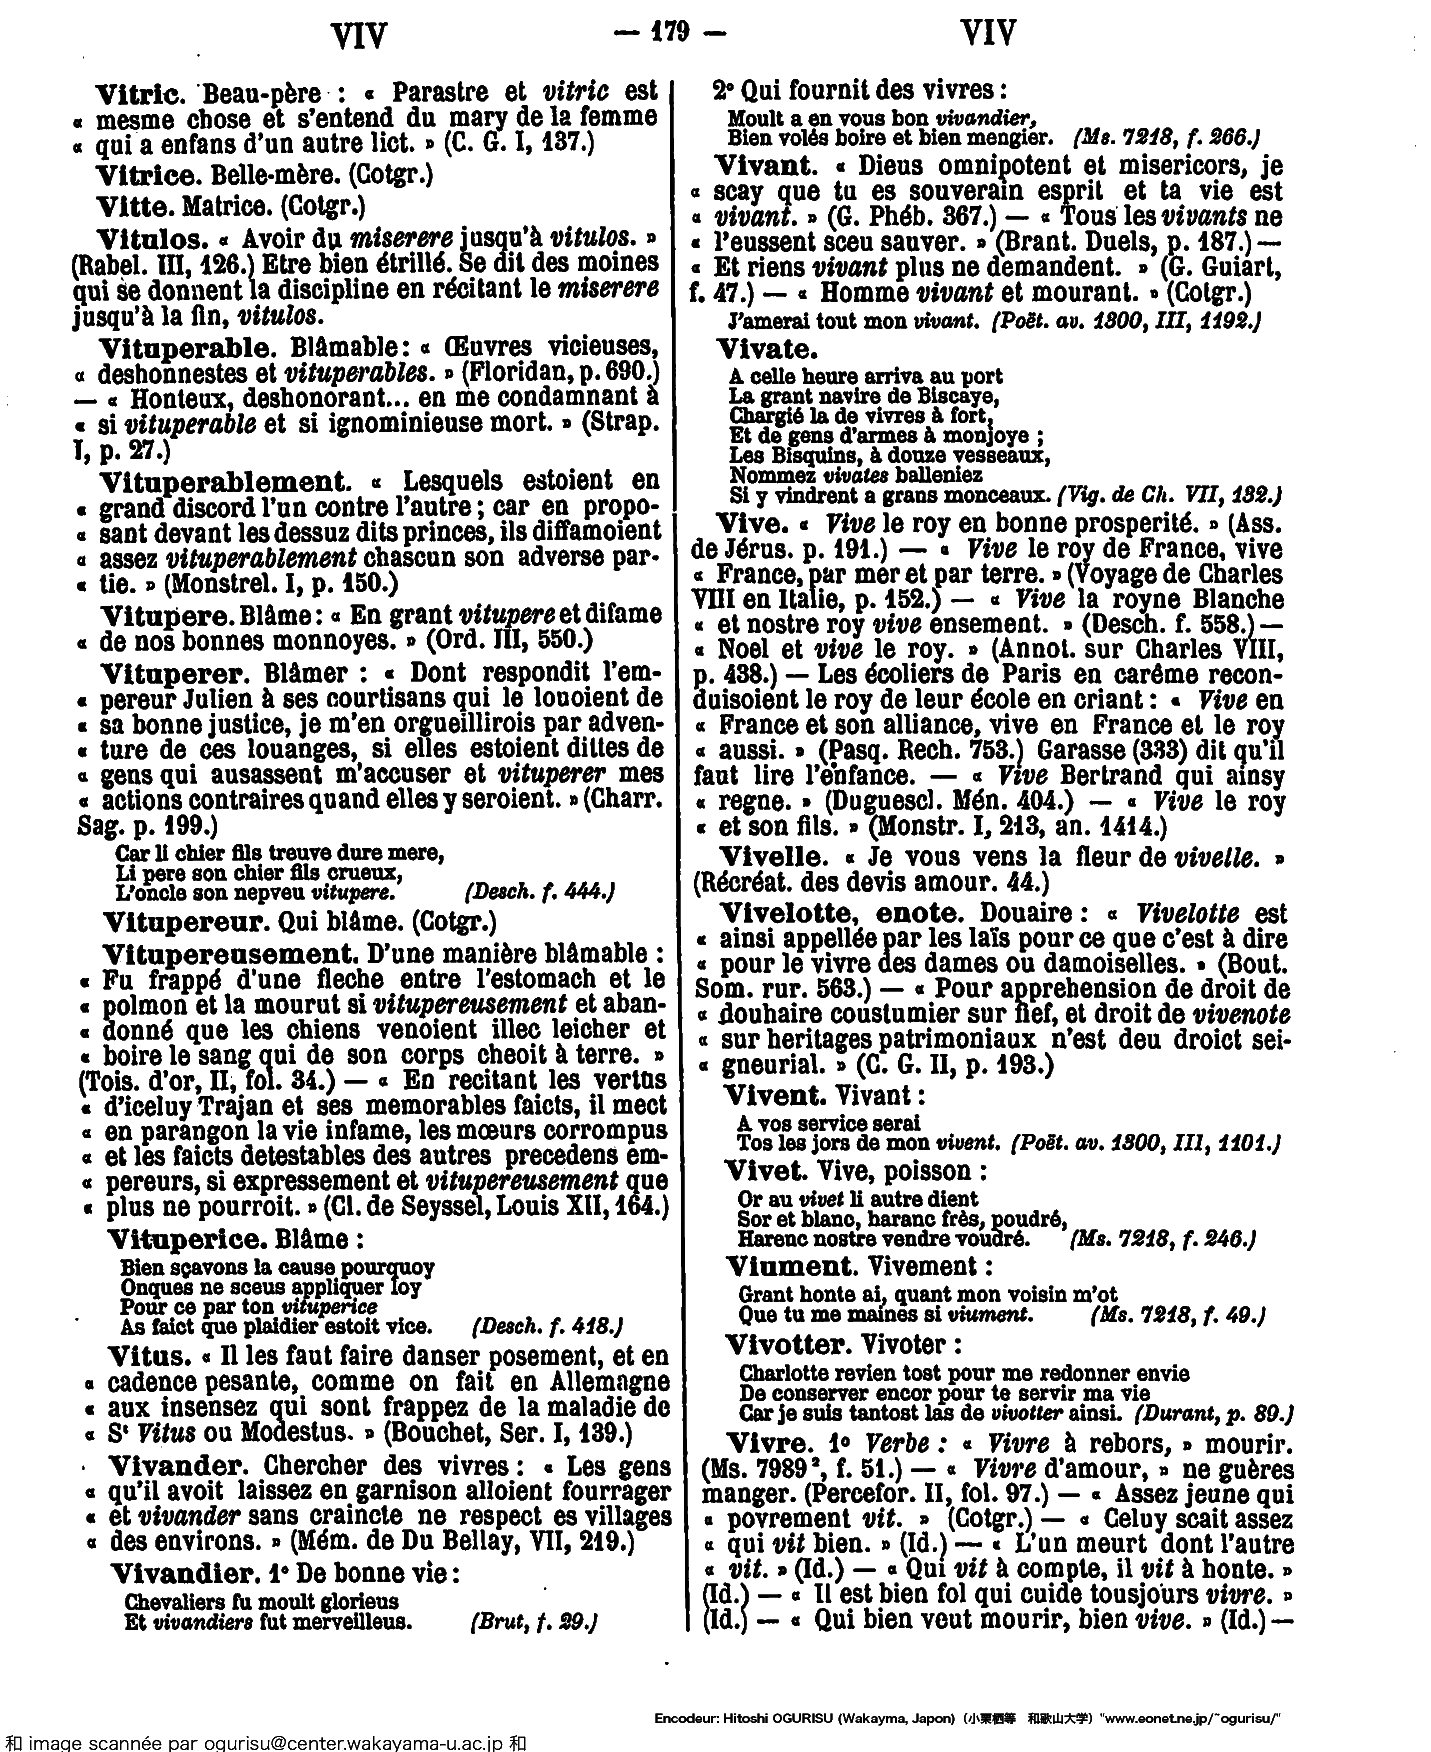 VIV — 179 — VIV
Vitric. Beau-père : « Parastre et vitric est
« mesme chose et s'entend du mary de la femme
« qui a enfans d'un autre lict. » (C. G. I, 137.)
Vitrice. Belle-mère. (Cotgr.)
Vitte. Matrice. (Cotgr.)
Vitulos. « Avoir du miserere jusqu'à vitulos. »
(Rabel. III, 126.) Etre bien étrillé. Se dit des moines
qui se donnent la discipline en récitant le miserere
jusqu'à la fin, vitulos.
Vituperable. Blâmable : « Œuvres vicieuses,
« deshonnestes et vituperables. » (Floridan, p. 690.)
— « Honteux, deshonorant... en me condamnant à
« si vituperable et si ignominieuse mort. » (Strap.
I, p. 27.)
Vituperablement. « Lesquels estoient en
« grand discord l'un contre l'autre ; car en propo-
« sant devant les dessuz dits princes, ils diffamoient
« assez vituperablement chascun son adverse par-
« tie. » (Monstrel. I, p. 150.)
Vitupere. Blâme : « En grant vitupere et difame
« de nos bonnes monnoyes. » (Ord. III, 550.)
Vituperer. Blâmer : « Dont respondit l'em-
« pereur Julien à ses courtisans qui le louoient de
« sa bonne justice, je m'en orgueillirois par adven-
« ture de ces louanges, si elles estoient dittes de
« gens qui ausassent m'accuser et vituperer mes
« actions contraires quand elles y seroient. » (Charr.
Sag. p. 199.)
Car li chier fils treuve dure mere,
Li pere son chier fils crueux,
L'oncle son nepveu vitupere. (Desch. f. 444.)
Vitupereur. Qui blâme. (Cotgr.)
Vitupereusement. D'une manière blâmable :
« Fu frappé d'une fleche entre l'estomach et le
« polmon et la mourut si vitupereusement et aban-
« donné que les chiens venoient illec leicher et
« boire le sang qui de son corps cheoit à terre. »
(Tois. d'or, II, fol. 34.) — « En recitant les vertus
« d'iceluy Trajan et ses memorables faicts, il mect
« en parangon la vie infame, les mœurs corrompus
« et les faicts detestables des autres precedens em-
« pereurs, si expressement et vitupereusement que
« plus ne pourroit. » (Cl. de Seyssel, Louis XII, 164.)
Vituperice. Blâme :
Bien sçavons la cause pourquoy
Onques ne sceus appliquer loy
Pour ce par ton vituperice
As faict que plaidier estoit vice. (Desch. f. 418.)
Vitus. « Il les faut faire danser posement, et en
« cadence pesante, comme on fait en Allemagne
« aux insensez qui sont frappez de la maladie de
« St Vitus ou Modestus. » (Bouchet, Ser. I, 139.)
Vivander. Chercher des vivres : « Les gens
« qu'il avoit laissez en garnison alloient fourrager
« et vivander sans craincte ne respect es villages
« des environs. » (Mém. de Du Bellay, VII, 219.)
Vivandier. 1° De bonne vie :
Chevaliers fu moult glorieus
Et vivandiers fut merveilleus. (Brut, f. 29.)
2° Qui fournit des vivres :
Moult a en vous bon vivandier,
Bien volés boire et bien mengier. (Ms. 7218, f. 266.)
Vivant. « Dieus omnipotent et misericors, je
« scay que tu es souverain esprit et ta vie est
« vivant. » (G. Phéb. 367.) — « Tous les vivants ne
« l'eussent sceu sauver. » (Brant. Duels, p. 187.) —
« Et riens vivant plus ne demandent. » (G. Guiart,
f. 47.) — « Homme vivant et mourant. » (Cotgr.)
J'amerai tout mon vivant. (Poët. av. 1300, III, 1192.)
Vivate.
A celle heure arriva au port
La grant navire de Biscaye,
Chargié la de vivres à fort,
Et de gens d'armes à monjoye ;
Les Bisquins, à douze vesseaux,
Nommez vivates balleniez
Si y vindrent a grans monceaux. (Vig. de Ch. VII, 132.)
Vive. « Vive le roy en bonne prosperité. » (Ass.
de Jérus. p. 191.) — « Vive le roy de France, vive
« France, par mer et par terre. » (Voyage de Charles
VIII en Italie, p. 152.) — « Vive la royne Blanche
« et nostre roy vive ensement. » (Desch. f. 558.) —
« Noel et vive le roy. » (Annot. sur Charles VIII,
p. 438.) — Les écoliers de Paris en carême recon-
duisoient le roy de leur école en criant : « Vive en
« France et son alliance, vive en France et le roy
« aussi. » (Pasq. Rech. 753.) Garasse (333) dit qu'il
faut lire l'enfance. — « Vive Bertrand qui ainsy
« regne. » (Duguescl. Mén. 404.) — « Vive le roy
« et son fils. » (Monstr. I, 213, an. 1414.)
Vivelle. « Je vous vens la fleur de vivelle. »
(Récréat. des devis amour. 44.)
Vivelotte, enote. Douaire : « Vivelotte est
« ainsi appellée par les laïs pour ce que c'est à dire
« pour le vivre des dames ou damoiselles. » (Bout.
Som. rur. 563.) — « Pour apprehension de droit de
« douhaire coustumier sur fief, et droit de vivenote
« sur heritages patrimoniaux n'est deu droict sei-
« gneurial. » (C. G. II, p. 193.)
Vivent. Vivant :
A vos service serai
Tos les jors de mon vivent. (Poët. av. 1300, III, 1101.)
Vivet. Vive, poisson :
Or au vivet li autre dient
Sor et blanc, haranc frès, poudré,
Harenc nostre vendre voudré. (Ms. 7218, f. 246.)
Viument. Vivement :
Grant honte ai, quant mon voisin m'ot
Que tu me maines si viument. (Ms. 7218, f. 49.)
Vivotter. Vivoter :
Charlotte revien tost pour me redonner envie
De conserver encor pour te servir ma vie
Car je suis tantost las de vivotter ainsi. (Durant, p. 89.)
Vivre. 1° Verbe : « Vivre à rebors, » mourir.
(Ms. 7989², f. 51.) — « Vivre d'amour, » ne guères
manger. (Percefor. II, fol. 97.) — « Assez jeune qui
« povrement vit. » (Cotgr.) — « Celuy scait assez
« qui vit bien. » (Id.) — « L'un meurt dont l'autre
« vit. » (Id.) — « Qui vit à compte, il vit à honte. »
(Id.) — « Il est bien fol qui cuide tousjours vivre. »
(Id.) — « Qui bien veut mourir, bien vive. » (Id.) —
Encodeur: Hitoshi OGURISU (Wakayma, Japon) (小栗栖等 和歌山大学) "www.eonet.ne.jp/~ogurisu/"
和 image scannée par ogurisu@center.wakayama-u.ac.jp 和